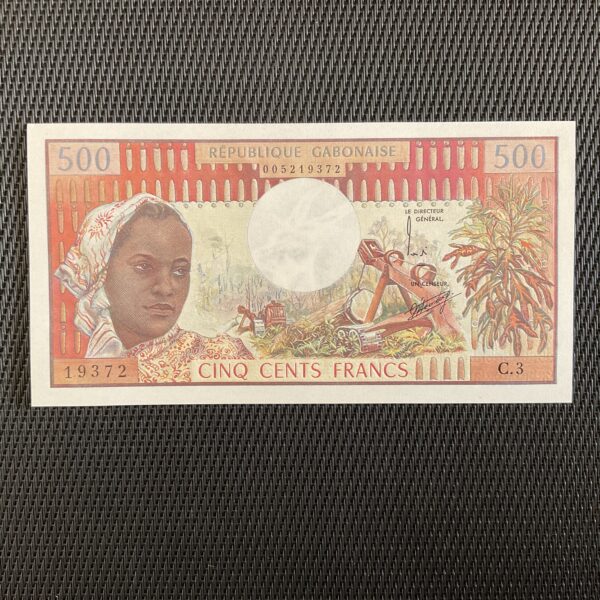 500 RÉPUBLIQUE GABONAISE 500
005219372
LE DIRECTEUR
GÉNÉRAL.
UN CENSEUR.
19372 CINQ CENTS FRANCS C.3